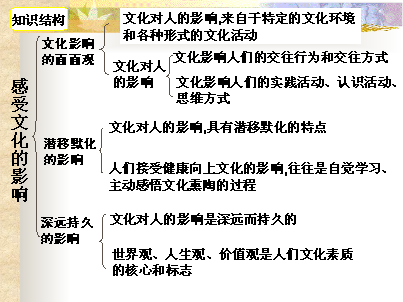 知识结构
文化对人的影响,来自于特定的文化环境
和各种形式的文化活动
文化影响
的面面观
文化对人
的影响
文化影响人们的交往行为和交往方式
文化影响人们的实践活动、认识活动、
思维方式
感受文化的影响
文化对人的影响,具有潜移默化的特点
潜移默化
的影响
人们接受健康向上文化的影响,往往是自觉学习、
主动感悟文化熏陶的过程
深远持久
的影响
文化对人的影响是深远而持久的
世界观、人生观、价值观是人们文化素质
的核心和标志